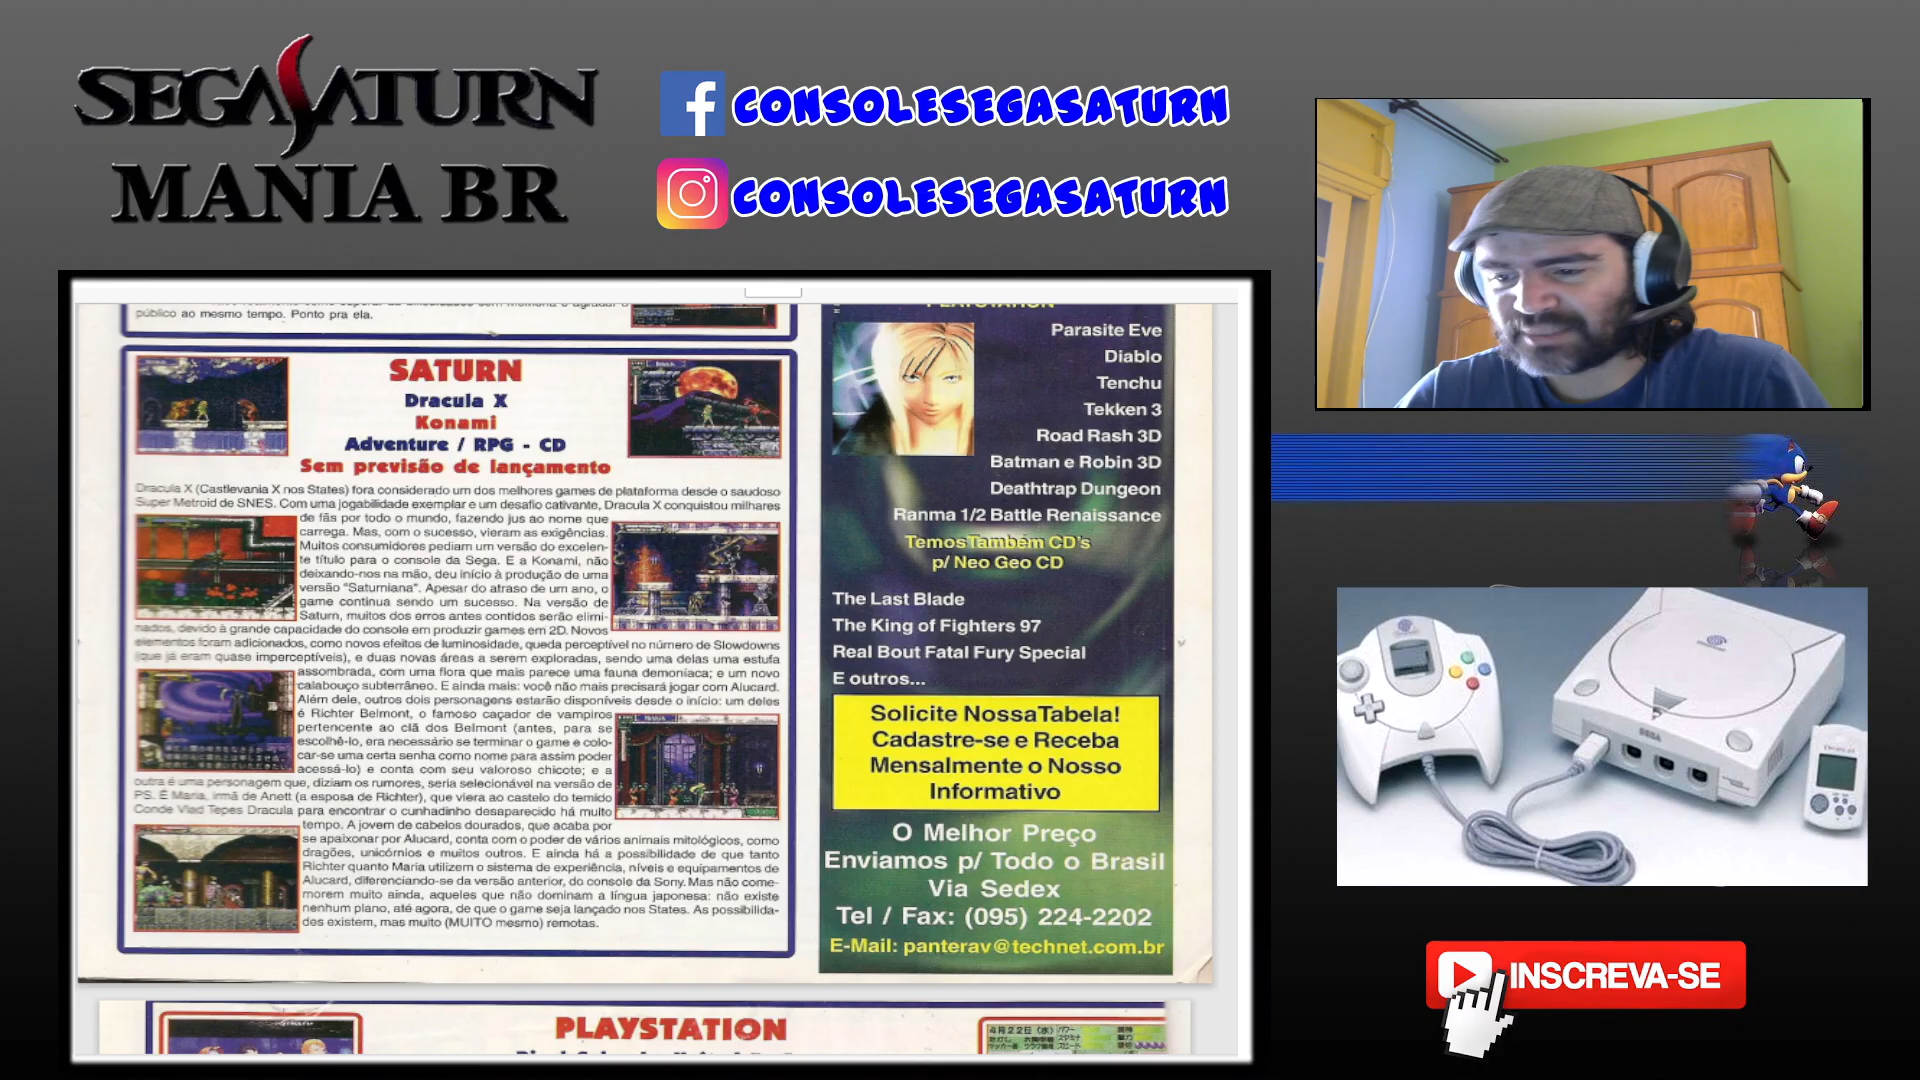 SEGA SATURN
MANIA BR
CONSOLESEGASATURN
CONSOLESEGASATURN
público ao mesmo tempo. Ponto pra ela.
SATURN
Dracula X
Konami
Adventure / RPG - CD
Sem previsão de lançamento
Dracula X (Castlevania X nos States) fora considerado um dos melhores games de plataforma desde o saudoso
Super Metroid de SNES. Com uma jogabilidade exemplar e um desafio cativante, Dracula X conquistou milhares
de fãs por todo o mundo, fazendo jus ao nome que
carrega. Mas, com o sucesso, vieram as exigências.
Muitos consumidores pediam um versão do excelen-
te título para o console da Sega. E a Konami, não
deixando-nos na mão, deu início à produção de uma
versão "Saturniana". Apesar do atraso de um ano, o
game continua sendo um sucesso. Na versão de
Saturn, muitos dos erros antes contidos serão elimi-
nados, devido à grande capacidade do console em produzir games em 2D. Novos
elementos foram adicionados, como novos efeitos de luminosidade, queda perceptível no número de Slowdowns
(que já eram quase imperceptíveis), e duas novas áreas a serem exploradas, sendo uma delas uma estufa
assombrada, com uma flora que mais parece uma fauna demoníaca; e um novo
calabouço subterrâneo. E ainda mais: você não mais precisará jogar com Alucard.
Além dele, outros dois personagens estarão disponíveis desde o início: um deles
é Richter Belmont, o famoso caçador de vampiros
pertencente ao clã dos Belmont (antes, para se
escolhê-lo, era necessário se terminar o game e colo-
car-se uma certa senha como nome para assim poder
acessá-lo) e conta com seu valoroso chicote; e a
outra é uma personagem que, diziam os rumores, seria selecionável na versão de
PS. É Maria, irmã de Anett (a esposa de Richter), que viera ao castelo do temido
Conde Vlad Tepes Dracula para encontrar o cunhadinho desaparecido há muito
tempo. A jovem de cabelos dourados, que acaba por
se apaixonar por Alucard, conta com o poder de vários animais mitológicos, como
dragões, unicórnios e muitos outros. E ainda há a possibilidade de que tanto
Richter quanto Maria utilizem o sistema de experiência, níveis e equipamentos de
Alucard, diferenciando-se da versão anterior, do console da Sony. Mas não come-
morem muito ainda, aqueles que não dominam a língua japonesa: não existe
nenhum plano, até agora, de que o game seja lançado nos States. As possibilida-
des existem, mas muito (MUITO mesmo) remotas.
PLAYSTATION
Parasite Eve
Diablo
Tenchu
Tekken 3
Road Rash 3D
Batman e Robin 3D
Deathtrap Dungeon
Ranma 1/2 Battle Renaissance
TemosTambém CD's
p/ Neo Geo CD
The Last Blade
The King of Fighters 97
Real Bout Fatal Fury Special
E outros...
Solicite NossaTabela!
Cadastre-se e Receba
Mensalmente o Nosso
Informativo
O Melhor Preço
Enviamos p/ Todo o Brasil
Via Sedex
Tel / Fax: (095) 224-2202
E-Mail: panterav@technet.com.br
PLAYSTATION
4月22日(水)
SEGA
INSCREVA-SE